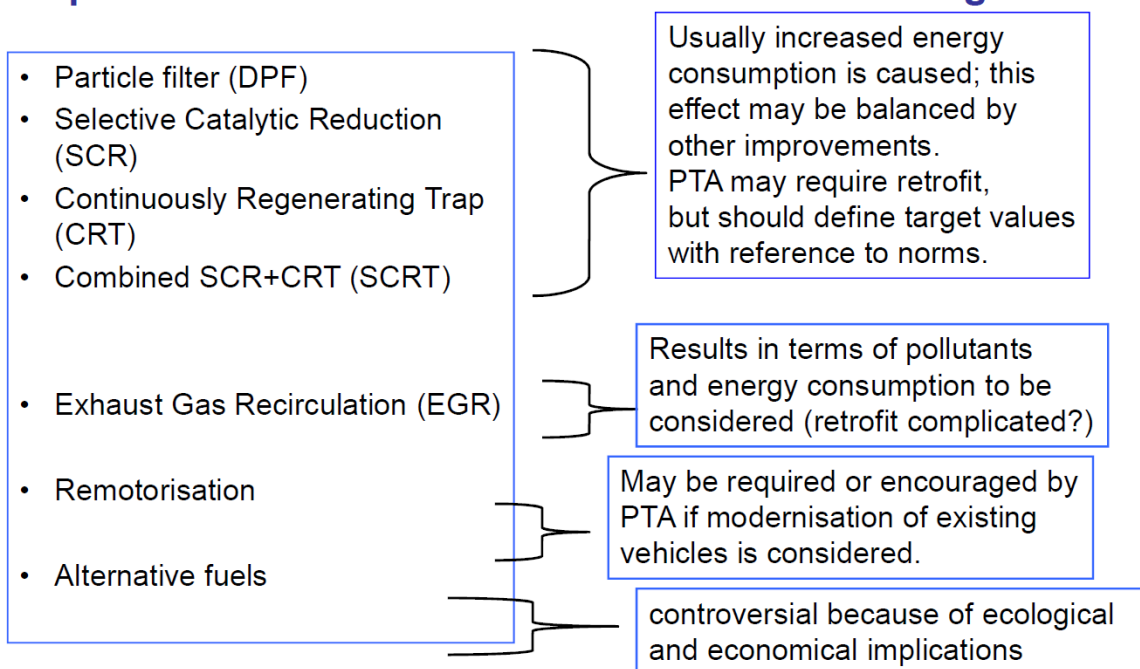 • Particle filter (DPF)
• Selective Catalytic Reduction
(SCR)
• Continuously Regenerating Trap
(CRT)
• Combined SCR+CRT (SCRT)
• Exhaust Gas Recirculation (EGR)
• Remotorisation
• Alternative fuels
Usually increased energy
consumption is caused; this
effect may be balanced by
other improvements.
PTA may require retrofit,
but should define target values
with reference to norms.
Results in terms of pollutants
and energy consumption to be
considered (retrofit complicated?)
May be required or encouraged by
PTA if modernisation of existing
vehicles is considered.
controversial because of ecological
and economical implications